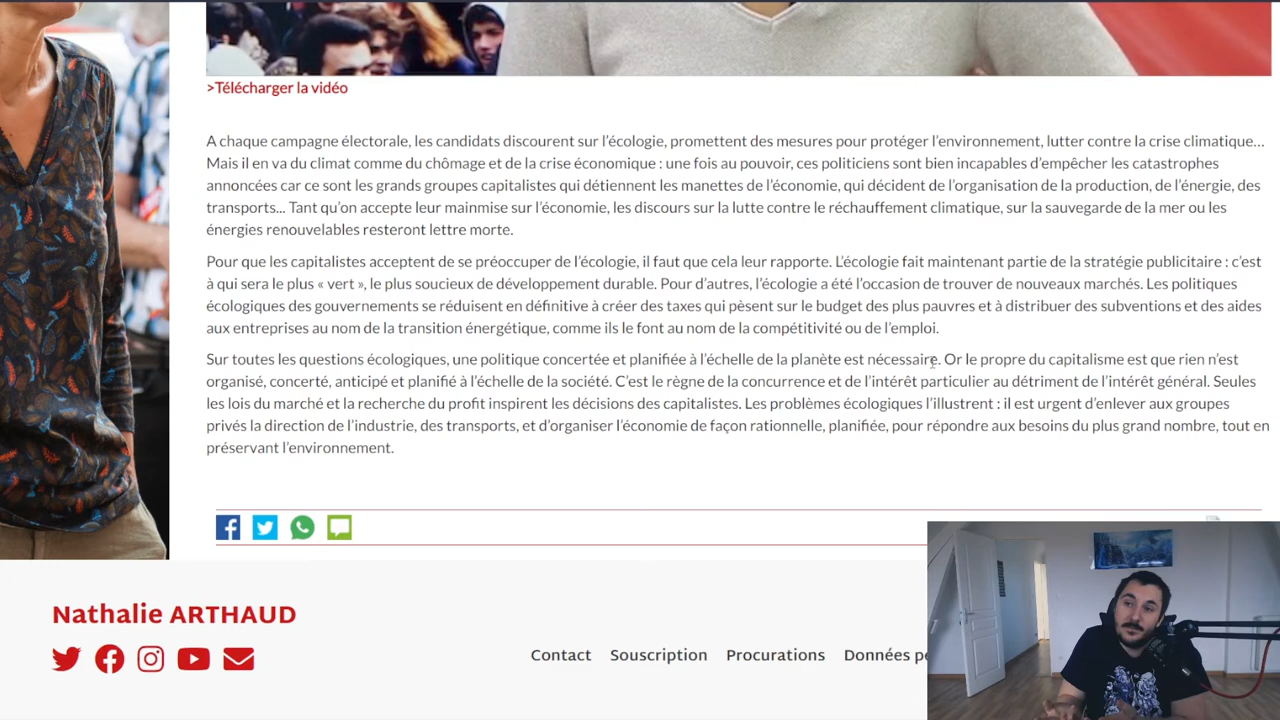 >Télécharger la vidéo
A chaque campagne électorale, les candidats discourent sur l'écologie, promettent des mesures pour protéger l'environnement, lutter contre la crise climatique...
Mais il en va du climat comme du chômage et de la crise économique : une fois au pouvoir, ces politiciens sont bien incapables d'empêcher les catastrophes
annoncées car ce sont les grands groupes capitalistes qui détiennent les manettes de l'économie, qui décident de l'organisation de la production, de l'énergie, des
transports... Tant qu'on accepte leur mainmise sur l'économie, les discours sur la lutte contre le réchauffement climatique, sur la sauvegarde de la mer ou les
énergies renouvelables resteront lettre morte.
Pour que les capitalistes acceptent de se préoccuper de l'écologie, il faut que cela leur rapporte. L'écologie fait maintenant partie de la stratégie publicitaire : c'est
à qui sera le plus « vert », le plus soucieux de développement durable. Pour d'autres, l'écologie a été l'occasion de trouver de nouveaux marchés. Les politiques
écologiques des gouvernements se réduisent en définitive à créer des taxes qui pèsent sur le budget des plus pauvres et à distribuer des subventions et des aides
aux entreprises au nom de la transition énergétique, comme ils le font au nom de la compétitivité ou de l'emploi.
Sur toutes les questions écologiques, une politique concertée et planifiée à l'échelle de la planète est nécessaire. Or le propre du capitalisme est que rien n'est
organisé, concerté, anticipé et planifié à l'échelle de la société. C'est le règne de la concurrence et de l'intérêt particulier au détriment de l'intérêt général. Seules
les lois du marché et la recherche du profit inspirent les décisions des capitalistes. Les problèmes écologiques l'illustrent : il est urgent d'enlever aux groupes
privés la direction de l'industrie, des transports, et d'organiser l'économie de façon rationnelle, planifiée, pour répondre aux besoins du plus grand nombre, tout en
préservant l'environnement.
Nathalie ARTHAUD
Contact Souscription Procurations Données